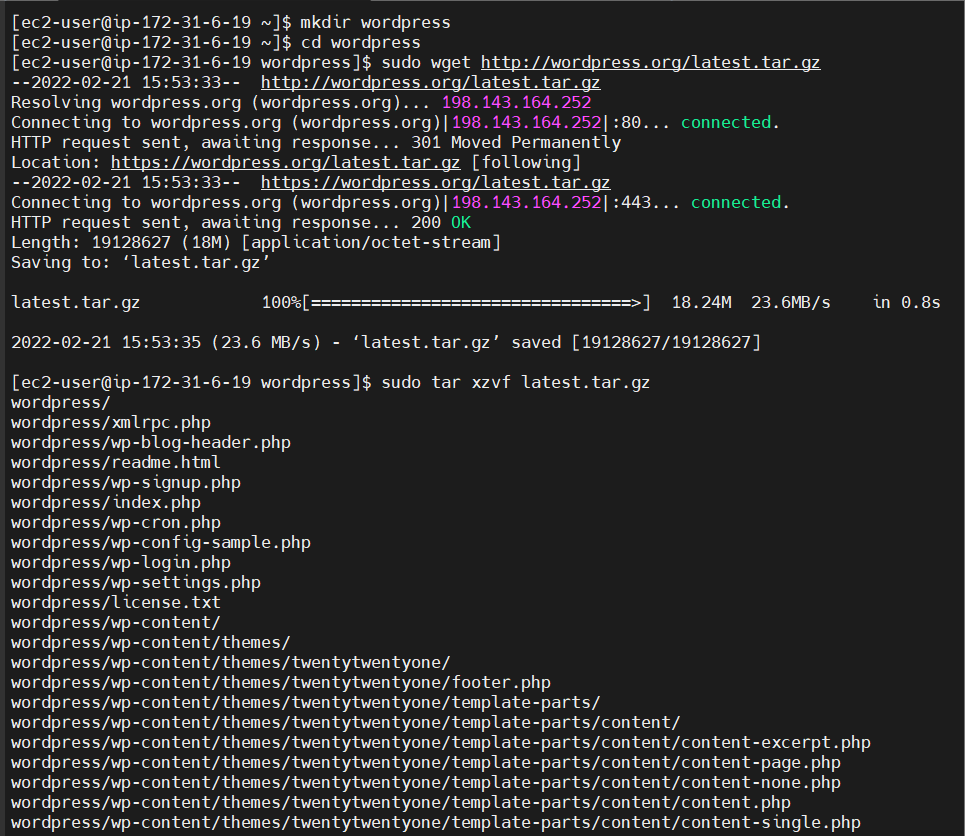 [ec2-user@ip-172-31-6-19 ~]$ mkdir wordpress
[ec2-user@ip-172-31-6-19 ~]$ cd wordpress
[ec2-user@ip-172-31-6-19 wordpress]$ sudo wget http://wordpress.org/latest.tar.gz
--2022-02-21 15:53:33--  http://wordpress.org/latest.tar.gz
Resolving wordpress.org (wordpress.org)... 198.143.164.252
Connecting to wordpress.org (wordpress.org)|198.143.164.252|:80... connected.
HTTP request sent, awaiting response... 301 Moved Permanently
Location: https://wordpress.org/latest.tar.gz [following]
--2022-02-21 15:53:33--  https://wordpress.org/latest.tar.gz
Connecting to wordpress.org (wordpress.org)|198.143.164.252|:443... connected.
HTTP request sent, awaiting response... 200 OK
Length: 19128627 (18M) [application/octet-stream]
Saving to: ‘latest.tar.gz’
latest.tar.gz            100%[================================>]  18.24M  23.6MB/s    in 0.8s
2022-02-21 15:53:35 (23.6 MB/s) - ‘latest.tar.gz’ saved [19128627/19128627]
[ec2-user@ip-172-31-6-19 wordpress]$ sudo tar xzvf latest.tar.gz
wordpress/
wordpress/xmlrpc.php
wordpress/wp-blog-header.php
wordpress/readme.html
wordpress/wp-signup.php
wordpress/index.php
wordpress/wp-cron.php
wordpress/wp-config-sample.php
wordpress/wp-login.php
wordpress/wp-settings.php
wordpress/license.txt
wordpress/wp-content/
wordpress/wp-content/themes/
wordpress/wp-content/themes/twentytwentyone/
wordpress/wp-content/themes/twentytwentyone/footer.php
wordpress/wp-content/themes/twentytwentyone/template-parts/
wordpress/wp-content/themes/twentytwentyone/template-parts/content/
wordpress/wp-content/themes/twentytwentyone/template-parts/content/content-excerpt.php
wordpress/wp-content/themes/twentytwentyone/template-parts/content/content-page.php
wordpress/wp-content/themes/twentytwentyone/template-parts/content/content-none.php
wordpress/wp-content/themes/twentytwentyone/template-parts/content/content.php
wordpress/wp-content/themes/twentytwentyone/template-parts/content/content-single.php